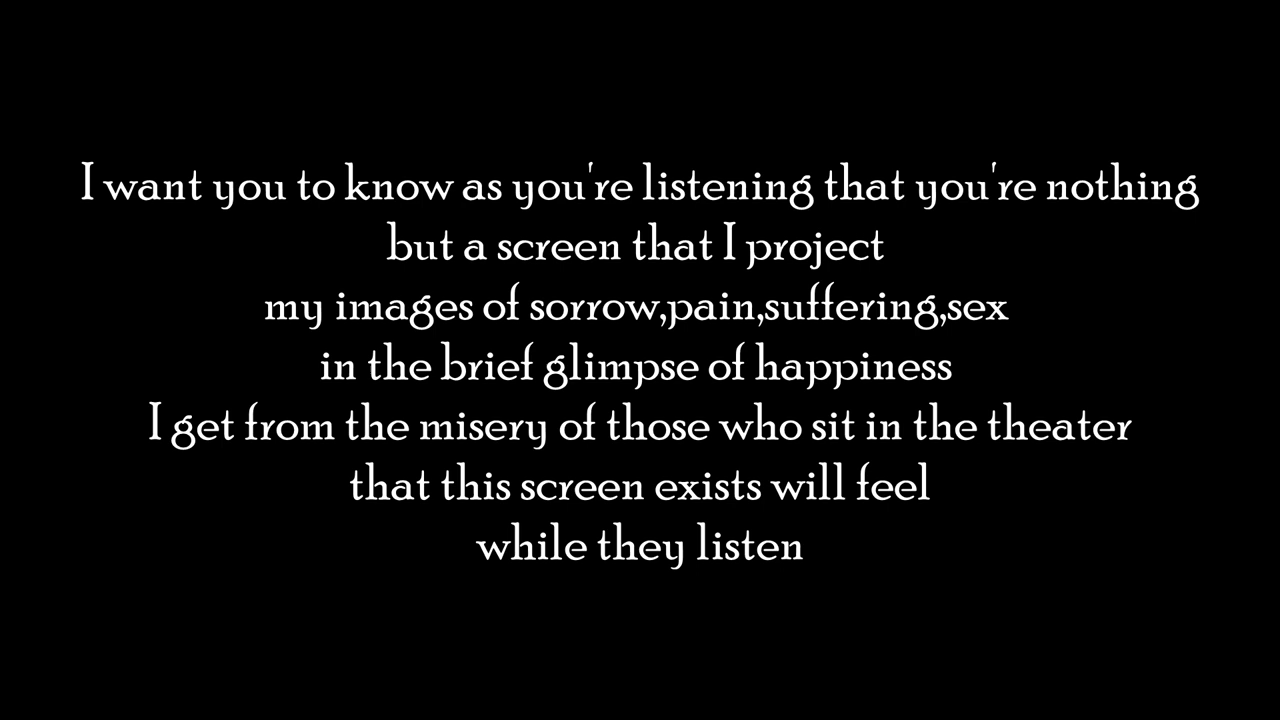 I want you to know as you're listening that you're nothing
but a screen that I project
my images of sorrow,pain,suffering,sex
in the brief glimpse of happiness
I get from the misery of those who sit in the theater
that this screen exists will feel
while they listen